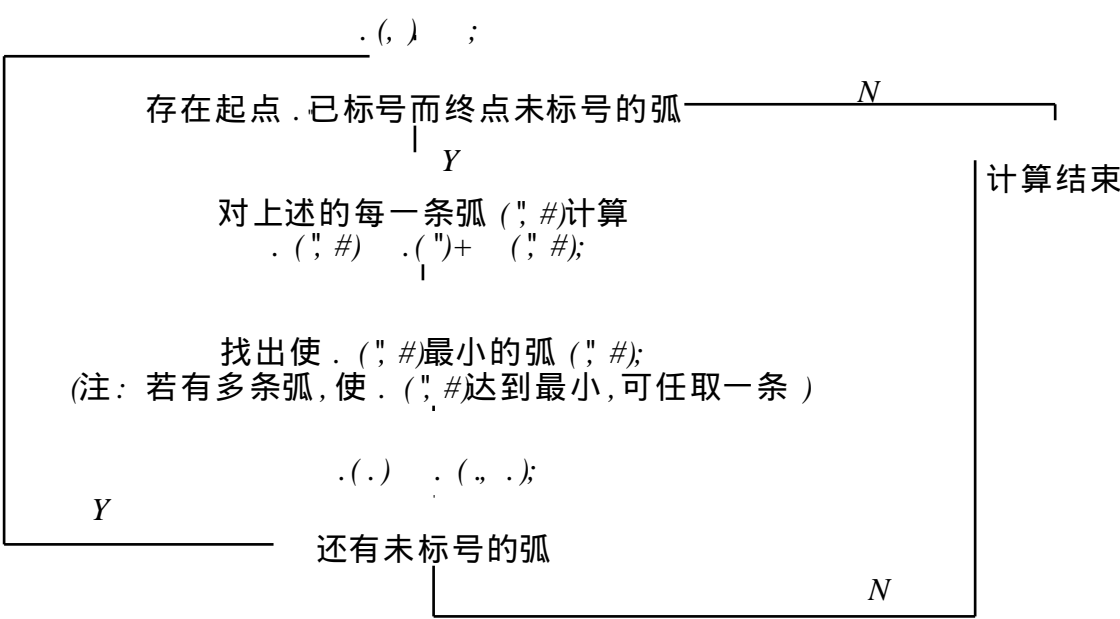 . (, ) ;
存在起点 . 已标号而终点未标号的弧
N
Y
计算结束
对上述的每一条弧 (", #)计算
. (", #) .(")+ (", #);
找出使 . (", #)最小的弧 (", #);
(注: 若有多条弧,使 . (", #)达到最小,可任取一条 )
.( . ) . ( ., . );
Y
还有未标号的弧
N